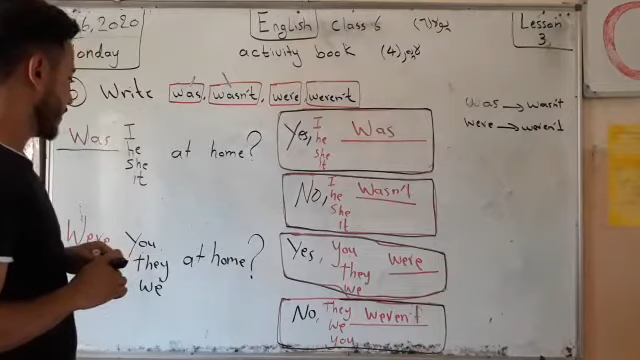 6, 2020
English class 6
Lesson 3
Monday
activity book (4)
Write was, wasn't, were, weren't
was → wasn't
were → weren't
Was I he she it at home?
Yes, I he she it Was
No, I he she it Wasn't
Were You they we at home?
Yes, You they we Were
No, They we you Weren't